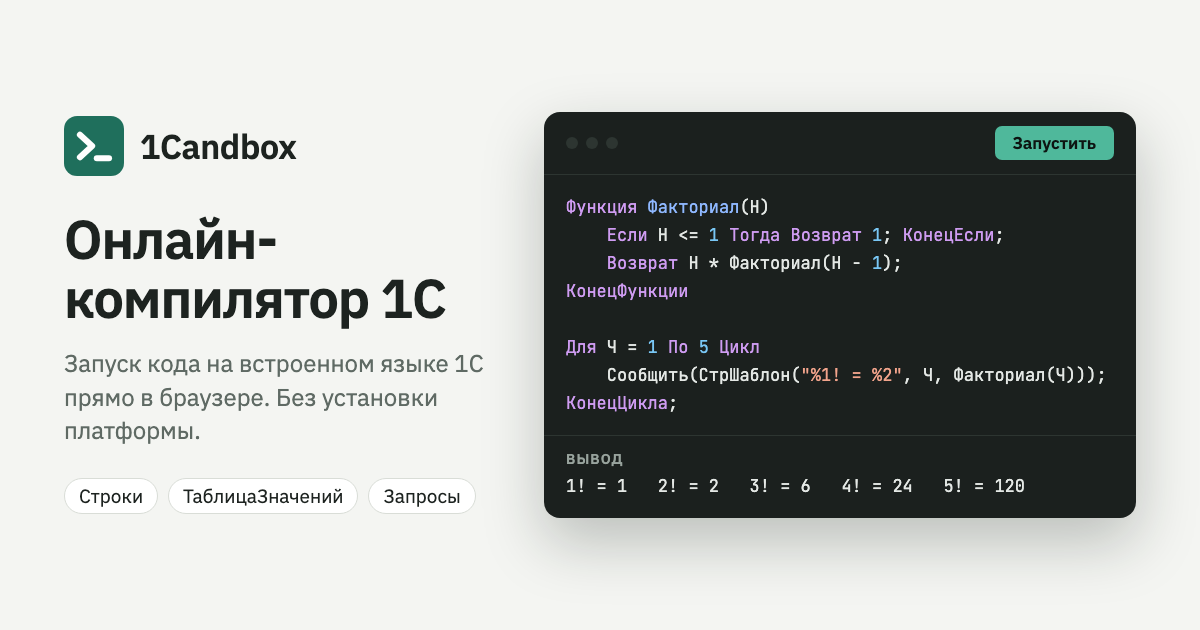 1Candbox
Онлайн-
компилятор 1С
Запуск кода на встроенном языке 1С
прямо в браузере. Без установки
платформы.
Строки
ТаблицаЗначений
Запросы
Запустить
Функция Факториал(Н)
    Если Н <= 1 Тогда Возврат 1; КонецЕсли;
    Возврат Н * Факториал(Н - 1);
КонецФункции

Для Ч = 1 По 5 Цикл
    Сообщить(СтрШаблон("%1! = %2", Ч, Факториал(Ч)));
КонецЦикла;
ВЫВОД
1! = 1   2! = 2   3! = 6   4! = 24   5! = 120